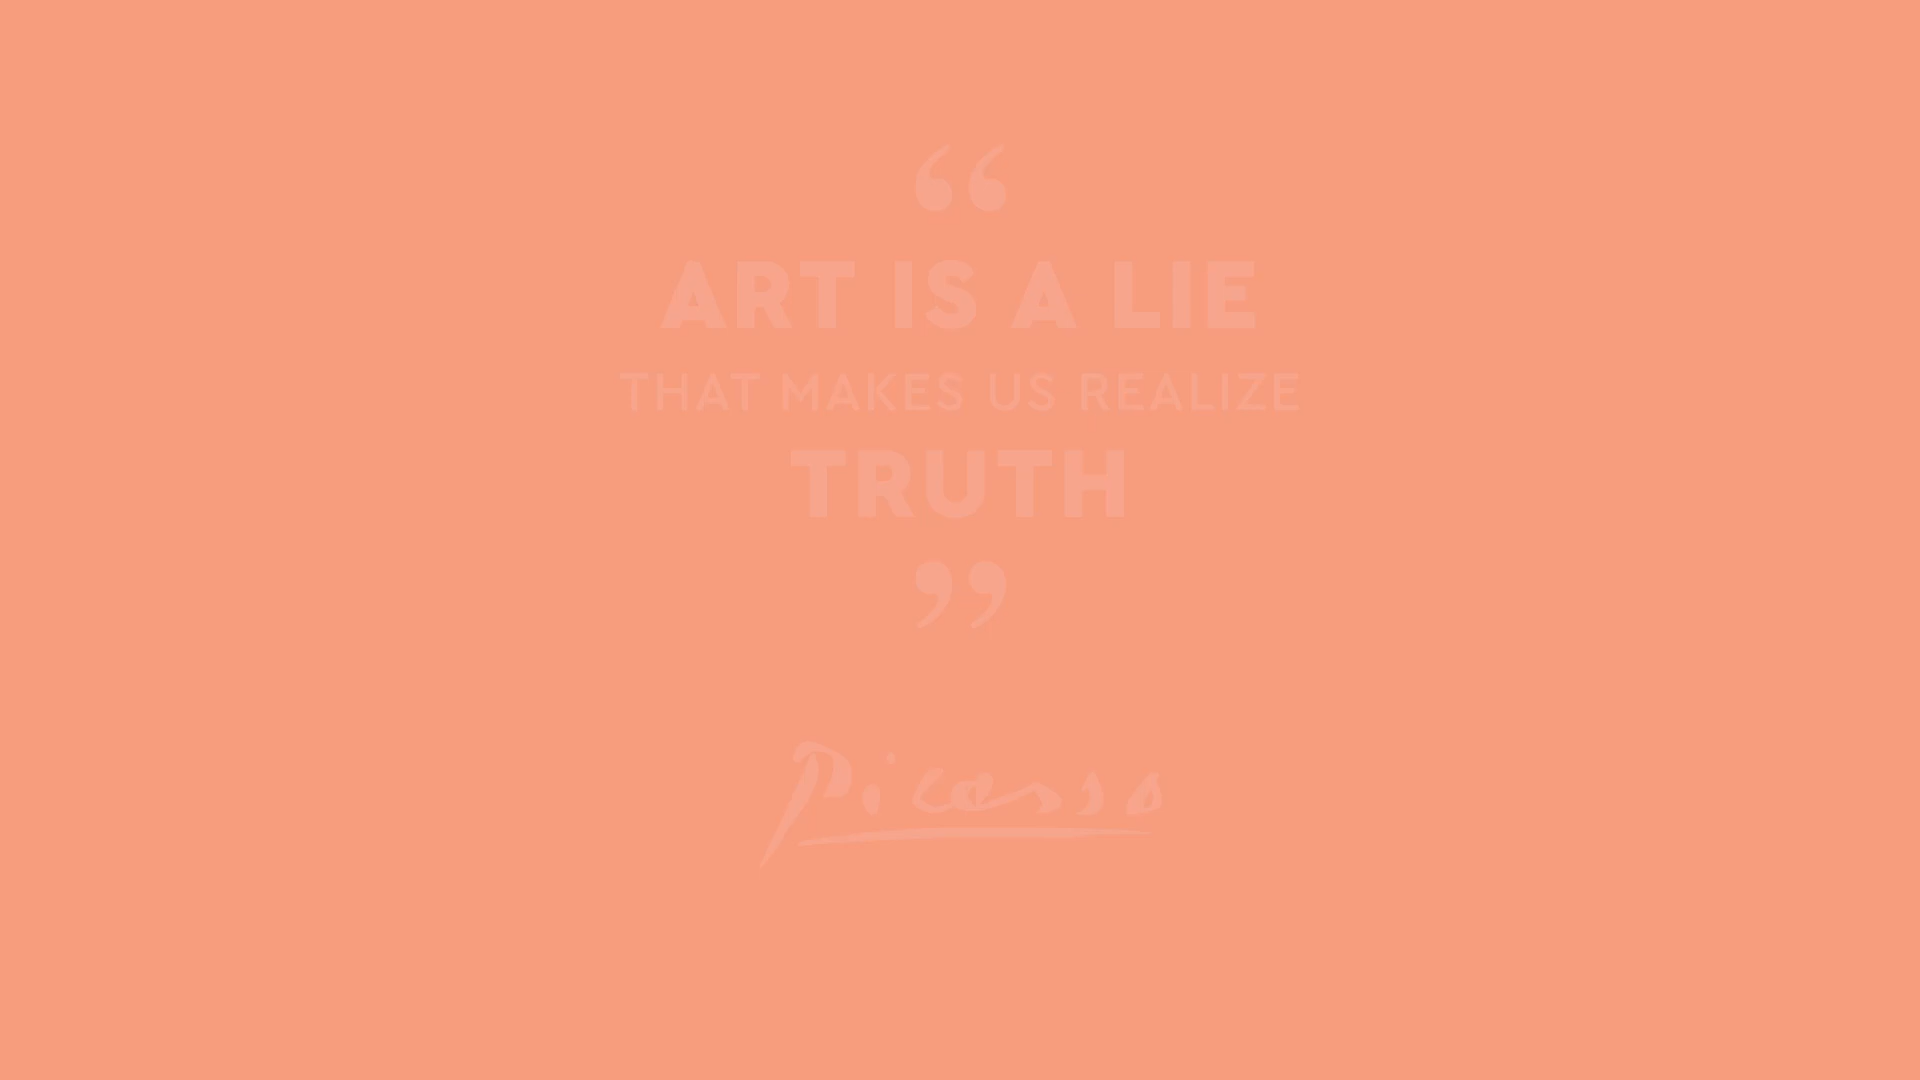 “
ART IS A LIE
THAT MAKES US REALIZE
TRUTH
”
Picasso